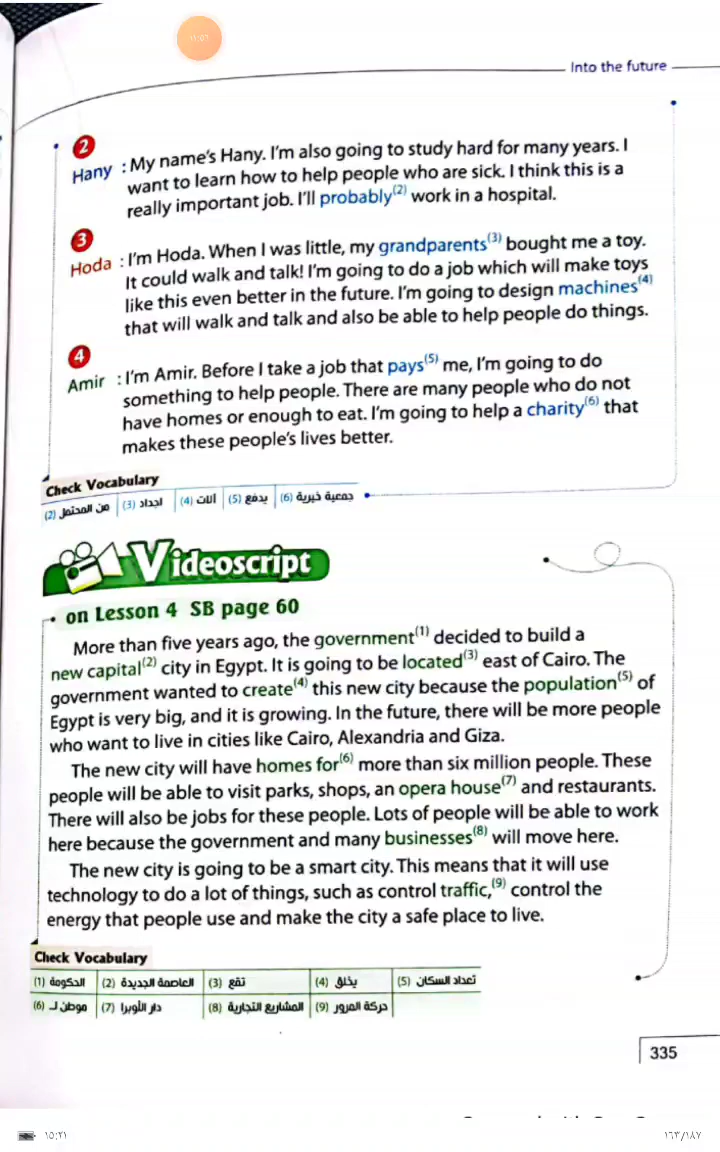 ١١:٥٦
Into the future
2
Hany : My name's Hany. I'm also going to study hard for many years. I
want to learn how to help people who are sick. I think this is a
really important job. I'll probably(2) work in a hospital.
3
Hoda : I'm Hoda. When I was little, my grandparents(3) bought me a toy.
It could walk and talk! I'm going to do a job which will make toys
like this even better in the future. I'm going to design machines(4)
that will walk and talk and also be able to help people do things.
4
Amir : I'm Amir. Before I take a job that pays(5) me, I'm going to do
something to help people. There are many people who do not
have homes or enough to eat. I'm going to help a charity(6) that
makes these people's lives better.
Check Vocabulary
(2) من المحتمل (3) اجداد (4) آلات (5) يدفع (6) جمعية خيرية
Videoscript
on Lesson 4 SB page 60
More than five years ago, the government(1) decided to build a
new capital(2) city in Egypt. It is going to be located(3) east of Cairo. The
government wanted to create(4) this new city because the population(5) of
Egypt is very big, and it is growing. In the future, there will be more people
who want to live in cities like Cairo, Alexandria and Giza.
The new city will have homes for(6) more than six million people. These
people will be able to visit parks, shops, an opera house(7) and restaurants.
There will also be jobs for these people. Lots of people will be able to work
here because the government and many businesses(8) will move here.
The new city is going to be a smart city. This means that it will use
technology to do a lot of things, such as control traffic,(9) control the
energy that people use and make the city a safe place to live.
Check Vocabulary
(1) الحكومة (2) العاصمة الجديدة (3) تقع (4) يخلق (5) تعداد السكان
(6) موطن لـ (7) دار الأوبرا (8) المشاريع التجارية (9) حركة المرور
335
١٥:٢١
١٦٣/١٨٧